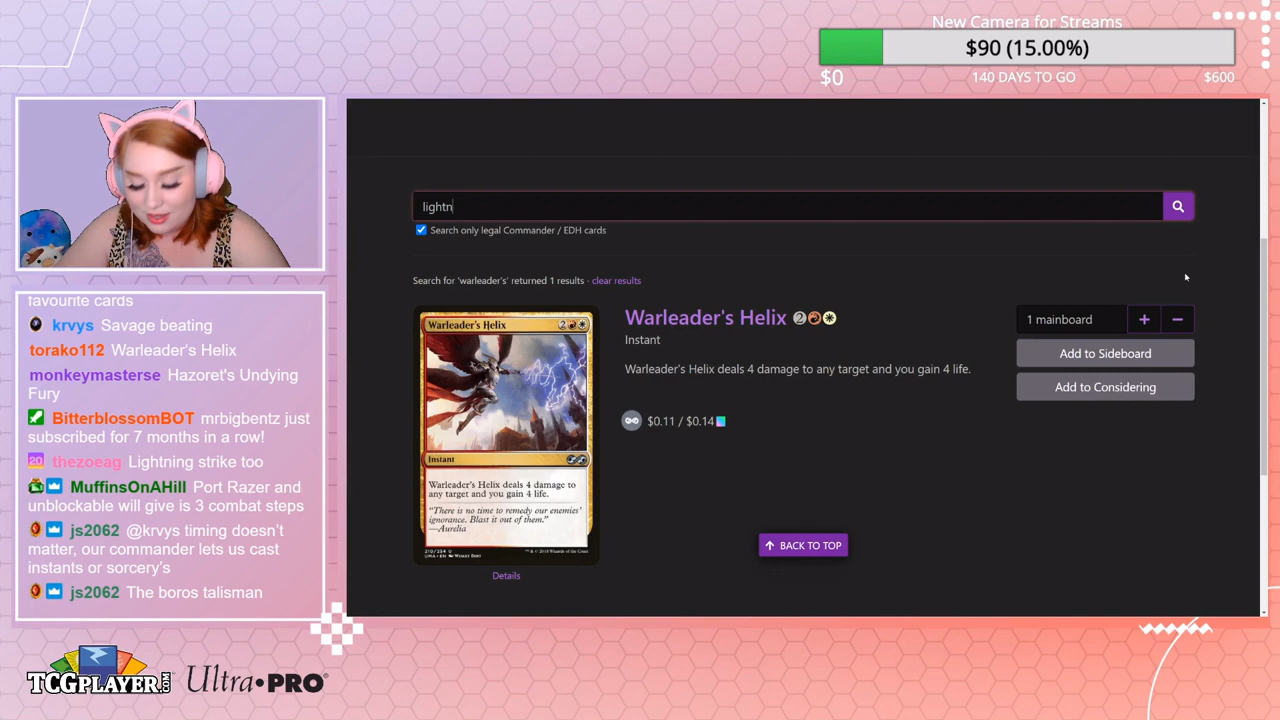 New Camera for Streams
$90 (15.00%)
$0
140 DAYS TO GO
$600
lightn
Search only legal Commander / EDH cards
Search for 'warleader's' returned 1 results · clear results
Warleader's Helix
Instant
Warleader's Helix deals 4 damage to any target and you gain 4 life.
$0.11 / $0.14
1 mainboard
+
−
Add to Sideboard
Add to Considering
Warleader's Helix
2
Instant
Warleader's Helix deals 4 damage to
any target and you gain 4 life.
"There is no time to remedy our enemies'
ignorance. Blast it out of them."
—Aurelia
Details
BACK TO TOP
favourite cards
krvys Savage beating
torako112 Warleader's Helix
monkeymasterse Hazoret's Undying
Fury
BitterblossomBOT mrbigbentz just
subscribed for 7 months in a row!
20 thezoeag Lightning strike too
MuffinsOnAHill Port Razer and
unblockable will give is 3 combat steps
js2062 @krvys timing doesn't
matter, our commander lets us cast
instants or sorcery's
js2062 The boros talisman
TCGPLAYER.COM
Ultra•PRO®